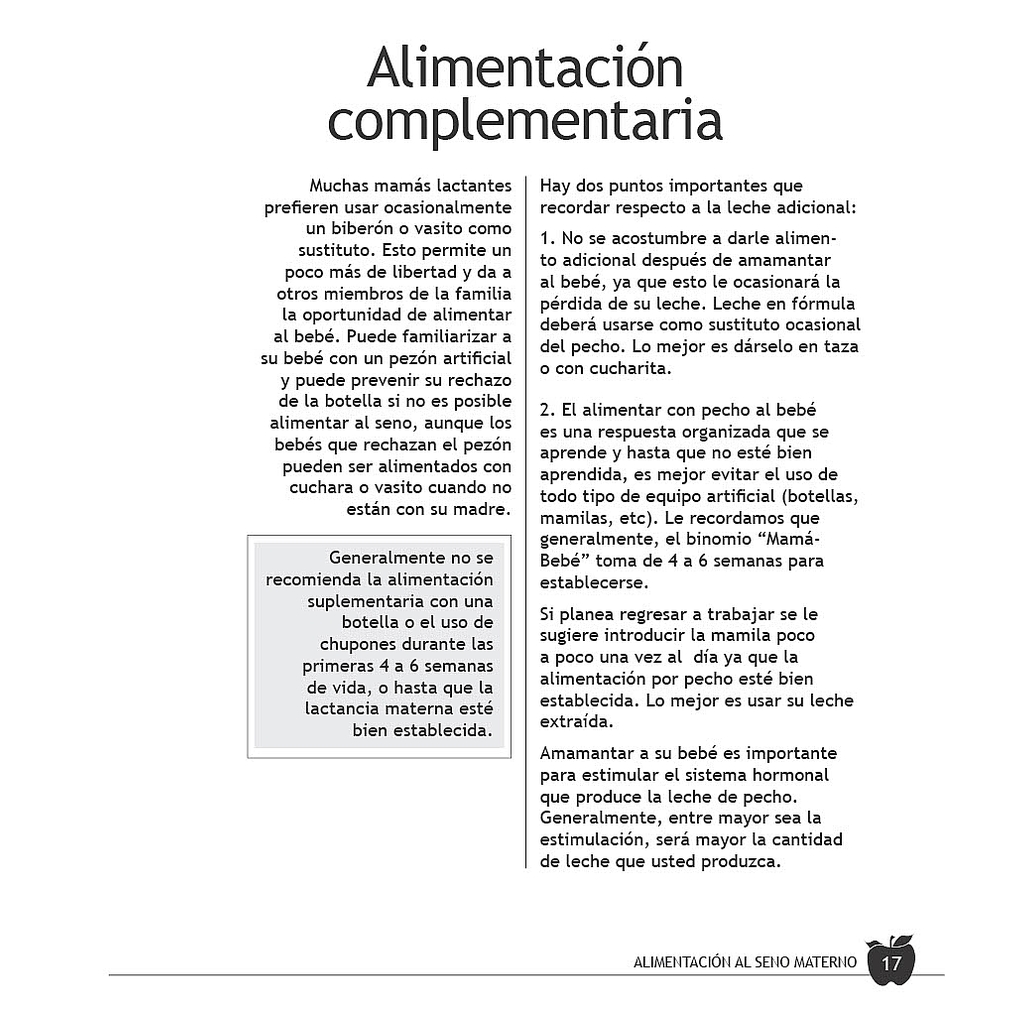 Alimentación
complementaria
Muchas mamás lactantes
prefieren usar ocasionalmente
un biberón o vasito como
sustituto. Esto permite un
poco más de libertad y da a
otros miembros de la familia
la oportunidad de alimentar
al bebé. Puede familiarizar a
su bebé con un pezón artificial
y puede prevenir su rechazo
de la botella si no es posible
alimentar al seno, aunque los
bebés que rechazan el pezón
pueden ser alimentados con
cuchara o vasito cuando no
están con su madre.
Generalmente no se
recomienda la alimentación
suplementaria con una
botella o el uso de
chupones durante las
primeras 4 a 6 semanas
de vida, o hasta que la
lactancia materna esté
bien establecida.
Hay dos puntos importantes que
recordar respecto a la leche adicional:
1. No se acostumbre a darle alimen-
to adicional después de amamantar
al bebé, ya que esto le ocasionará la
pérdida de su leche. Leche en fórmula
deberá usarse como sustituto ocasional
del pecho. Lo mejor es dárselo en taza
o con cucharita.
2. El alimentar con pecho al bebé
es una respuesta organizada que se
aprende y hasta que no esté bien
aprendida, es mejor evitar el uso de
todo tipo de equipo artificial (botellas,
mamilas, etc). Le recordamos que
generalmente, el binomio “Mamá-
Bebé” toma de 4 a 6 semanas para
establecerse.
Si planea regresar a trabajar se le
sugiere introducir la mamila poco
a poco una vez al día ya que la
alimentación por pecho esté bien
establecida. Lo mejor es usar su leche
extraída.
Amamantar a su bebé es importante
para estimular el sistema hormonal
que produce la leche de pecho.
Generalmente, entre mayor sea la
estimulación, será mayor la cantidad
de leche que usted produzca.
ALIMENTACIÓN AL SENO MATERNO 17